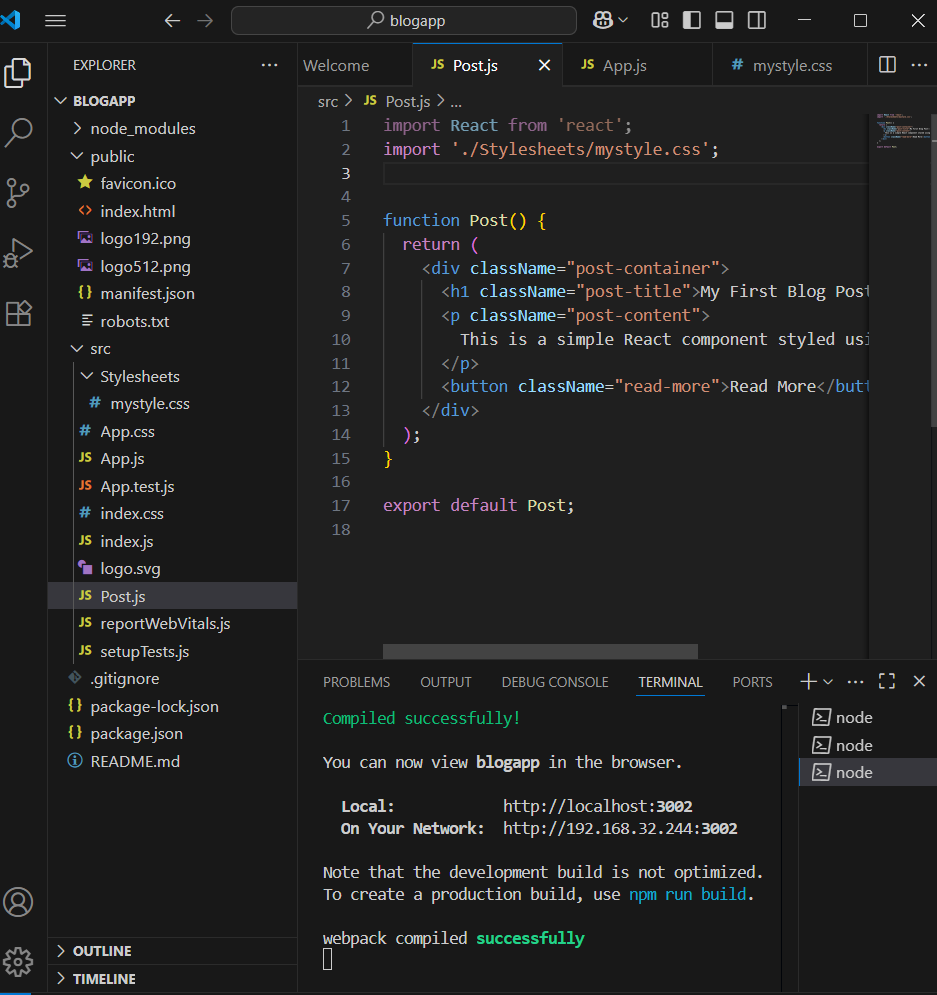 blogapp
EXPLORER
BLOGAPP
node_modules
public
favicon.ico
index.html
logo192.png
logo512.png
manifest.json
robots.txt
src
Stylesheets
mystyle.css
App.css
App.js
App.test.js
index.css
index.js
logo.svg
Post.js
reportWebVitals.js
setupTests.js
.gitignore
package-lock.json
package.json
README.md
OUTLINE
TIMELINE
Welcome
JS Post.js
JS App.js
# mystyle.css
src > JS Post.js > ...
1 import React from 'react';
2 import './Stylesheets/mystyle.css';
3
4
5 function Post() {
6   return (
7     <div className="post-container">
8       <h1 className="post-title">My First Blog Post
9       <p className="post-content">
10         This is a simple React component styled usi
11       </p>
12       <button className="read-more">Read More</butt
13     </div>
14   );
15 }
16
17 export default Post;
18
PROBLEMS OUTPUT DEBUG CONSOLE TERMINAL PORTS
Compiled successfully!
You can now view blogapp in the browser.
Local: http://localhost:3002
On Your Network: http://192.168.32.244:3002
Note that the development build is not optimized.
To create a production build, use npm run build.
webpack compiled successfully
node
node
node